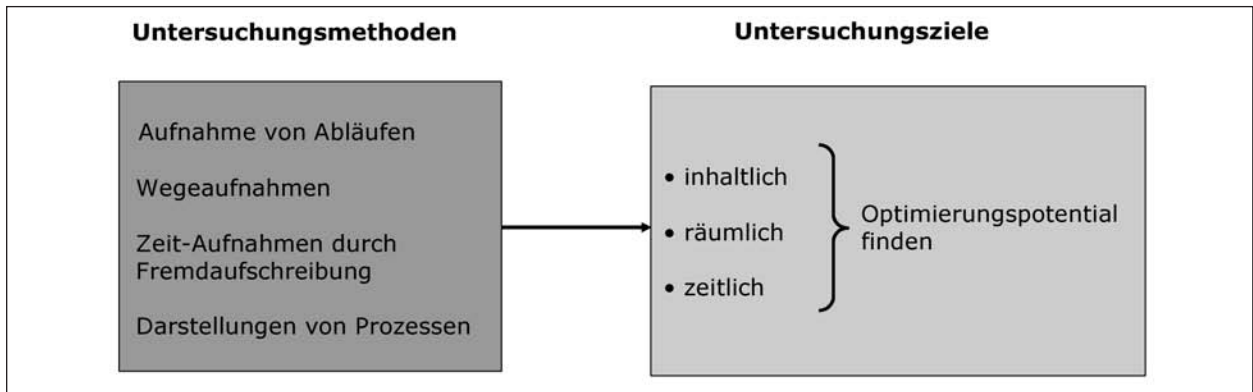 Untersuchungsmethoden
Aufnahme von Abläufen
Wegeaufnahmen
Zeit-Aufnahmen durch
Fremdaufschreibung
Darstellungen von Prozessen
Untersuchungsziele
• inhaltlich
• räumlich
• zeitlich
Optimierungspotential
finden